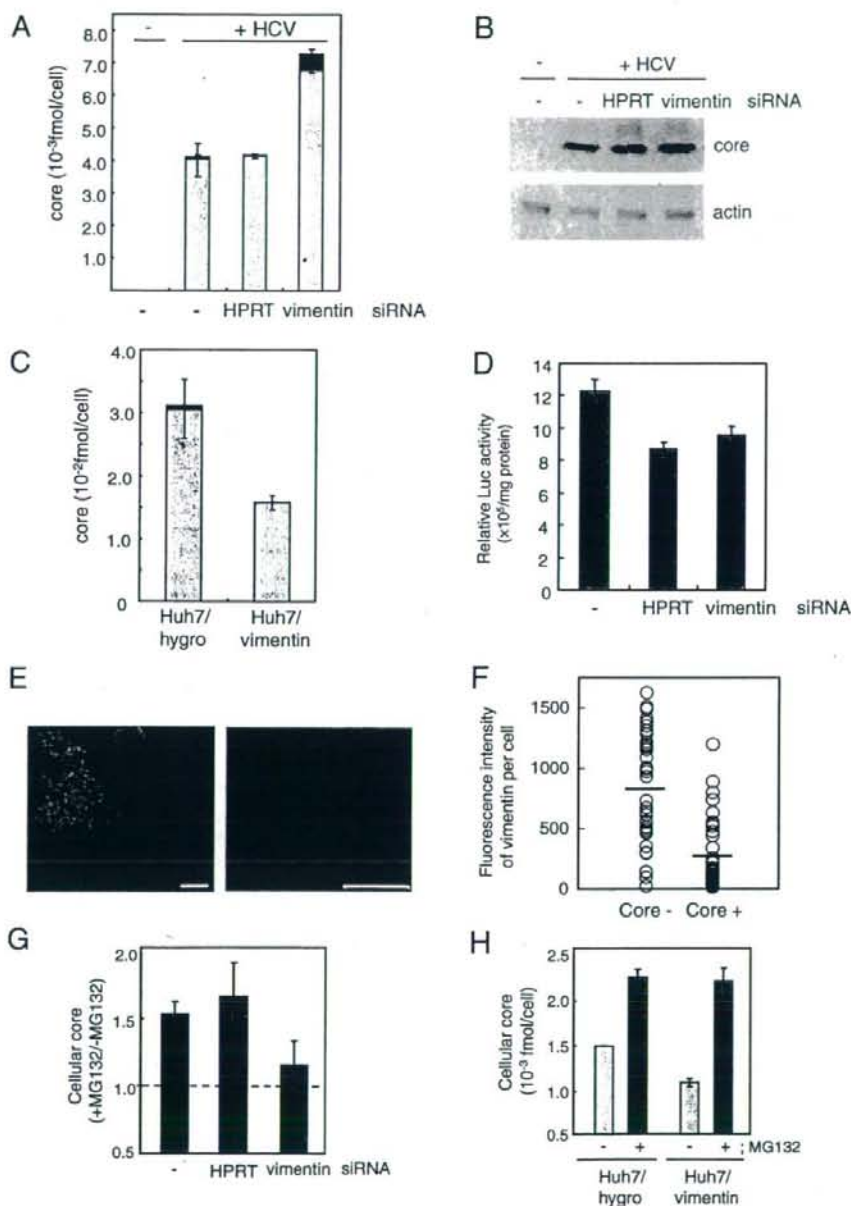 A
-
+ HCV
core (10-3fmol/cell)
8.0
7.0
6.0
5.0
4.0
3.0
2.0
1.0
- - HPRT vimentin siRNA
B
-
+ HCV
- - HPRT vimentin siRNA
core
actin
C
core (10-2fmol/cell)
4.0
3.0
2.0
1.0
0
Huh7/ Huh7/
hygro vimentin
D
Relative Luc activity
(×10⁵/mg protein)
14
12
10
8
6
4
2
0
- HPRT vimentin siRNA
E
F
Fluorescence intensity
of vimentin per cell
1500
1000
500
0
Core - Core +
G
Cellular core
(+MG132/-MG132)
2.0
1.5
1.0
0.5
- HPRT vimentin siRNA
H
Cellular core
(10-3 fmol/cell)
2.5
2.0
1.5
1.0
0.5
- + - + ; MG132
Huh7/ Huh7/
hygro vimentin